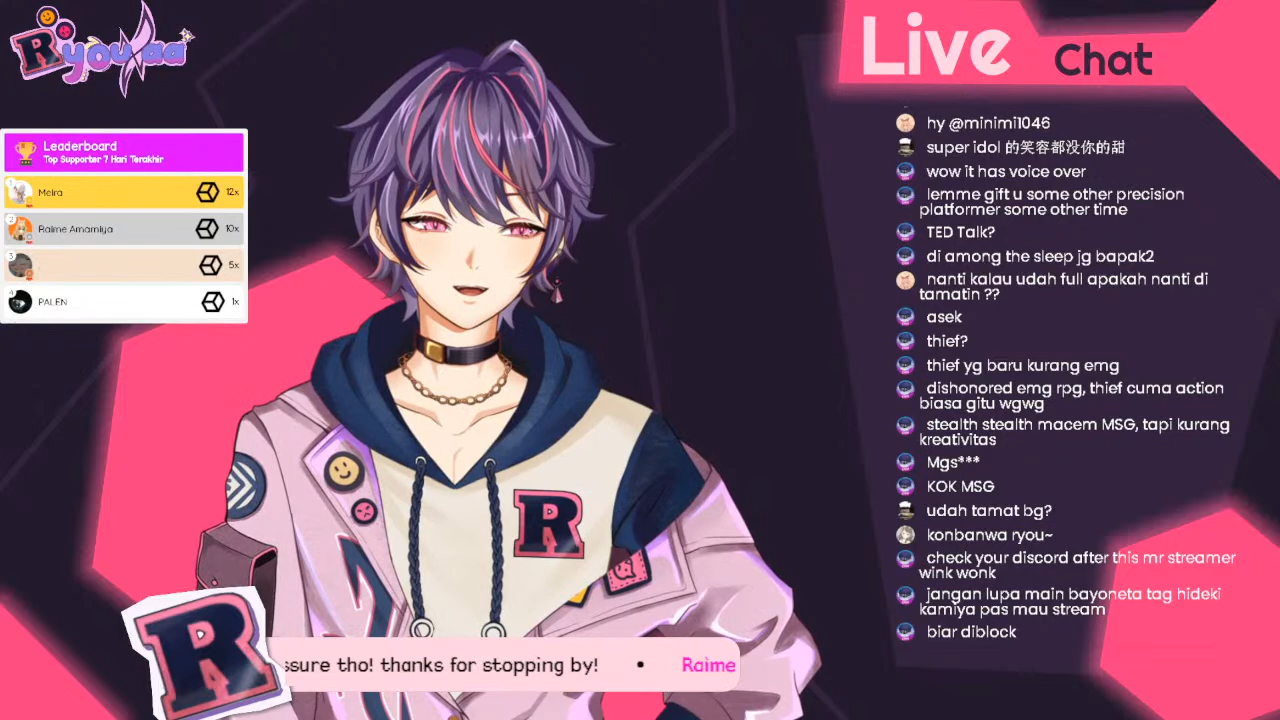 Ryouxaa
Leaderboard
Top Supporter 7 Hari Terakhir
1
Meira
12x
2
Raime Amamiya
10x
3
5x
4
PALEN
1x
R
Live
Chat
hy @minimi1046
super idol 的笑容都没你的甜
wow it has voice over
lemme gift u some other precision
platformer some other time
TED Talk?
di among the sleep jg bapak2
nanti kalau udah full apakah nanti di
tamatin ??
asek
thief?
thief yg baru kurang emg
dishonored emg rpg, thief cuma action
biasa gitu wgwg
stealth stealth macem MSG, tapi kurang
kreativitas
Mgs***
KOK MSG
udah tamat bg?
konbanwa ryou~
check your discord after this mr streamer
wink wonk
jangan lupa main bayoneta tag hideki
kamiya pas mau stream
biar diblock
R
ssure tho! thanks for stopping by! • Raime